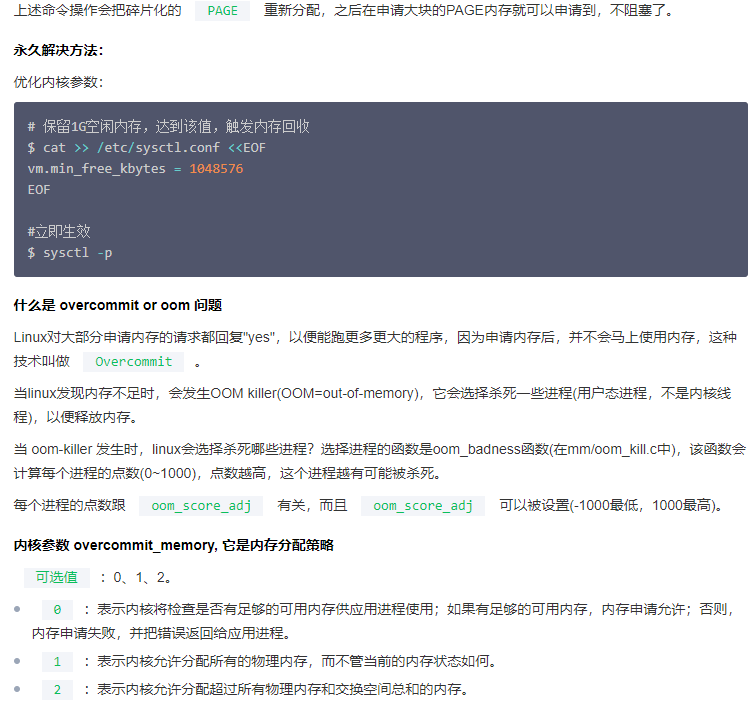 上述命令操作会把碎片化的 PAGE 重新分配，之后在申请大块的PAGE内存就可以申请到，不阻塞了。
永久解决方法：
优化内核参数：
# 保留1G空闲内存，达到该值，触发内存回收
$ cat >> /etc/sysctl.conf <<EOF
vm.min_free_kbytes = 1048576
EOF
#立即生效
$ sysctl -p
什么是 overcommit or oom 问题
Linux对大部分申请内存的请求都回复"yes"，以便能跑更多更大的程序，因为申请内存后，并不会马上使用内存，这种
技术叫做 Overcommit 。
当linux发现内存不足时，会发生OOM killer(OOM=out-of-memory)，它会选择杀死一些进程(用户态进程，不是内核线
程)，以便释放内存。
当 oom-killer 发生时，linux会选择杀死哪些进程？选择进程的函数是oom_badness函数(在mm/oom_kill.c中)，该函数会
计算每个进程的点数(0~1000)，点数越高，这个进程越有可能被杀死。
每个进程的点数跟 oom_score_adj 有关，而且 oom_score_adj 可以被设置(-1000最低，1000最高)。
内核参数 overcommit_memory, 它是内存分配策略
可选值 ：0、1、2。
0 ：表示内核将检查是否有足够的可用内存供应用进程使用；如果有足够的可用内存，内存申请允许；否则，
内存申请失败，并把错误返回给应用进程。
1 ：表示内核允许分配所有的物理内存，而不管当前的内存状态如何。
2 ：表示内核允许分配超过所有物理内存和交换空间总和的内存。